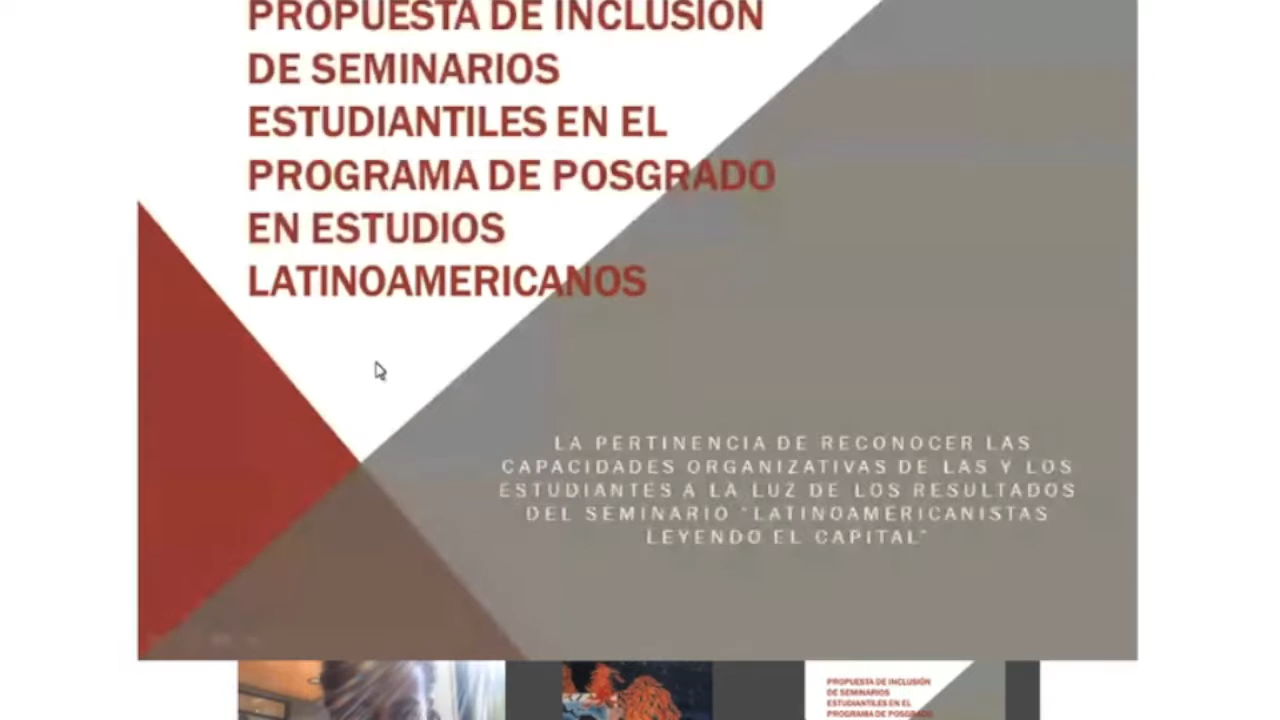 PROPUESTA DE INCLUSIÓN
DE SEMINARIOS
ESTUDIANTILES EN EL
PROGRAMA DE POSGRADO
EN ESTUDIOS
LATINOAMERICANOS
LA PERTINENCIA DE RECONOCER LAS
CAPACIDADES ORGANIZATIVAS DE LAS Y LOS
ESTUDIANTES A LA LUZ DE LOS RESULTADOS
DEL SEMINARIO "LATINOAMERICANISTAS
LEYENDO EL CAPITAL"
PROPUESTA DE INCLUSIÓN
DE SEMINARIOS
ESTUDIANTILES EN EL
PROGRAMA DE POSGRADO